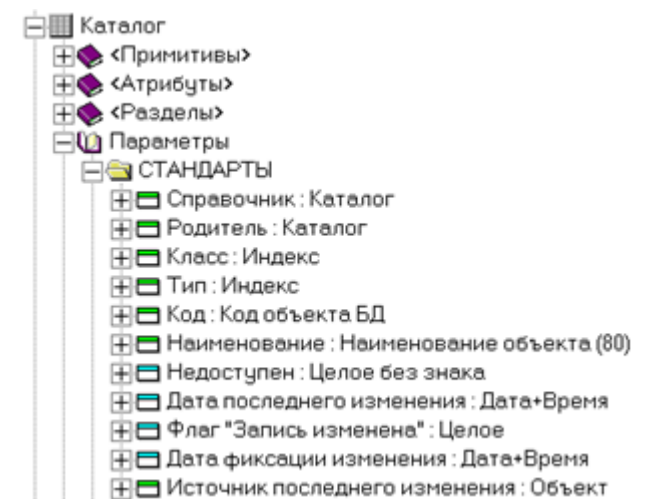 Каталог
<Примитивы>
<Атрибуты>
<Разделы>
Параметры
СТАНДАРТЫ
Справочник : Каталог
Родитель : Каталог
Класс : Индекс
Тип : Индекс
Код : Код объекта БД
Наименование : Наименование объекта (80)
Недоступен : Целое без знака
Дата последнего изменения : Дата+Время
Флаг "Запись изменена" : Целое
Дата фиксации изменения : Дата+Время
Источник последнего изменения : Объект